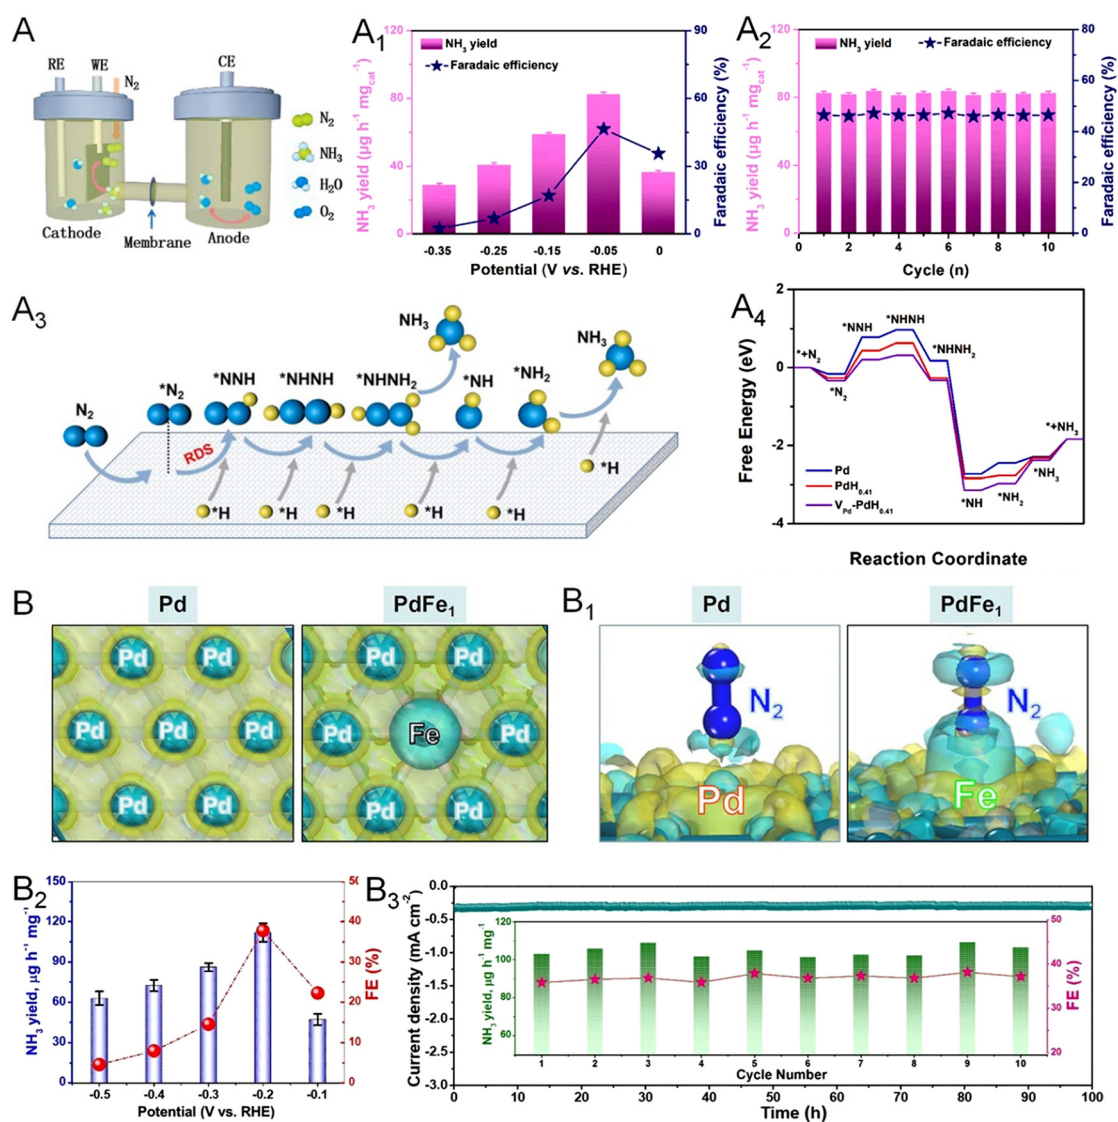 A
RE WE N₂ CE
N₂
NH₃
H₂O
O₂
Cathode
Membrane
Anode
A₁
NH₃ yield
Faradaic efficiency
NH₃ yield (µg h⁻¹ mg_cat⁻¹)
120
80
40
0
90
60
30
0
Faradaic efficiency (%)
-0.35 -0.25 -0.15 -0.05 0
Potential (V vs. RHE)
A₂
NH₃ yield Faradaic efficiency
NH₃ yield (µg h⁻¹ mg_cat⁻¹)
120
80
40
0
80
60
40
20
0
Faradaic efficiency (%)
0 2 4 6 8 10
Cycle (n)
A₃
N₂
*N₂
*NNH
*NHNH
*NHNH₂
NH₃
*NH
*NH₂
NH₃
RDS
*H
*H *H *H *H *H
A₄
Free Energy (eV)
2
0
-2
-4
*+N₂
*N₂
*NNH
*NHNH
*NHNH₂
*NH
*NH₂
*NH₃
*+NH₃
Pd
PdH₀.₄₁
V_Pd-PdH₀.₄₁
Reaction Coordinate
B
Pd
PdFe₁
Pd Pd
Pd Pd Pd
Pd Pd
Pd Pd
Pd Fe Pd
Pd Pd
B₁
Pd
PdFe₁
N₂
Pd
N₂
Fe
B₂
NH₃ yield, µg h⁻¹ mg⁻¹
150
120
90
60
30
0
50
40
30
20
10
0
FE (%)
-0.5 -0.4 -0.3 -0.2 -0.1
Potential (V vs. RHE)
B₃
Current density (mA cm⁻²)
0.0
-0.5
-1.0
-1.5
-2.0
-2.5
-3.0
NH₃ yield, µg h⁻¹ mg⁻¹
120
100
80
60
50
40
30
20
FE (%)
1 2 3 4 5 6 7 8 9 10
Cycle Number
0 10 20 30 40 50 60 70 80 90 100
Time (h)